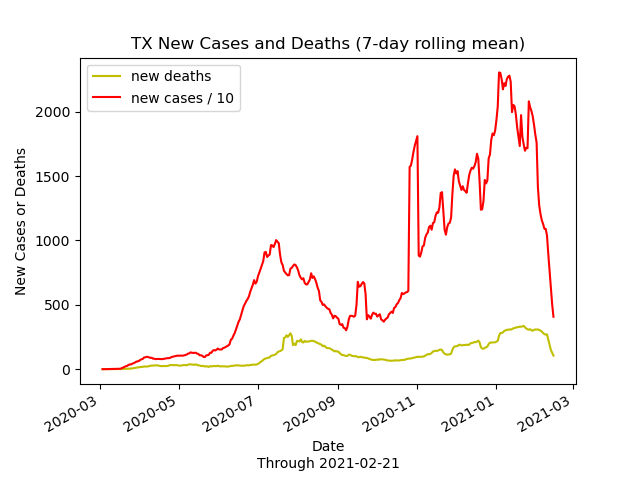 TX New Cases and Deaths (7-day rolling mean)
new deaths
new cases / 10
2000
1500
1000
500
0
New Cases or Deaths
2020-03
2020-05
2020-07
2020-09
2020-11
2021-01
2021-03
Date
Through 2021-02-21